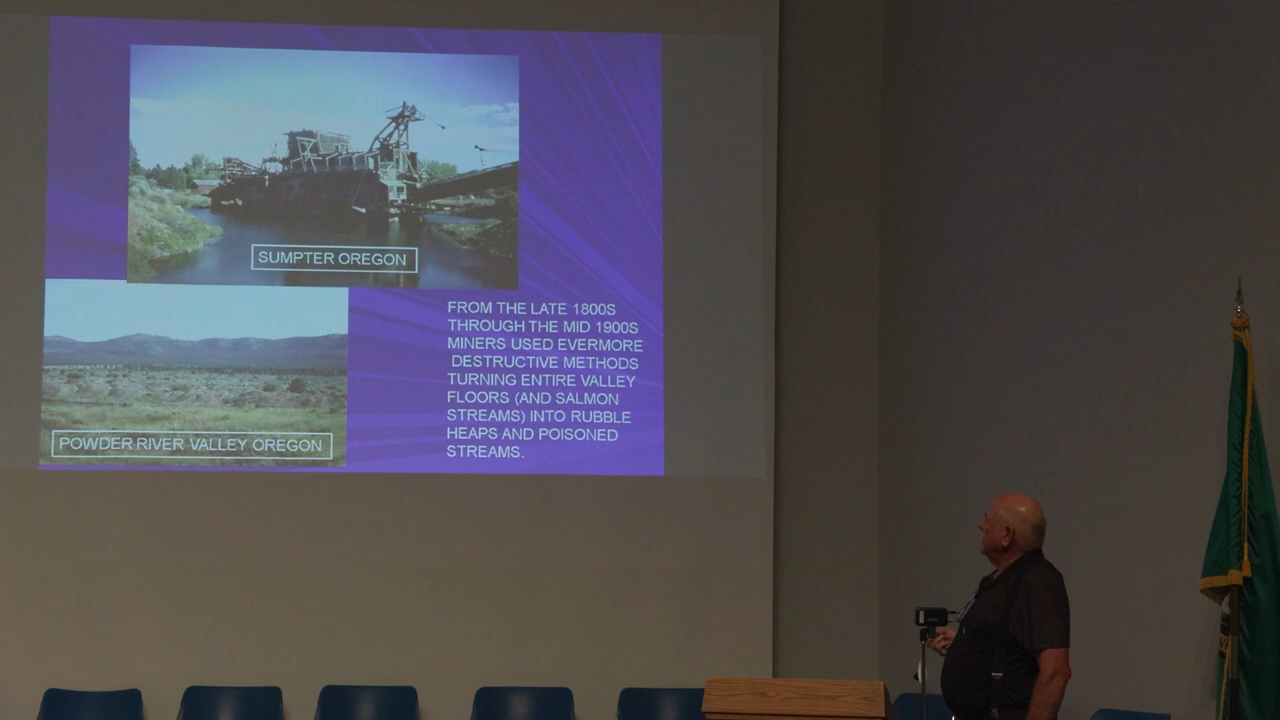 SUMPTER OREGON
POWDER RIVER VALLEY OREGON
FROM THE LATE 1800S
THROUGH THE MID 1900S
MINERS USED EVERMORE
DESTRUCTIVE METHODS
TURNING ENTIRE VALLEY
FLOORS (AND SALMON
STREAMS) INTO RUBBLE
HEAPS AND POISONED
STREAMS.